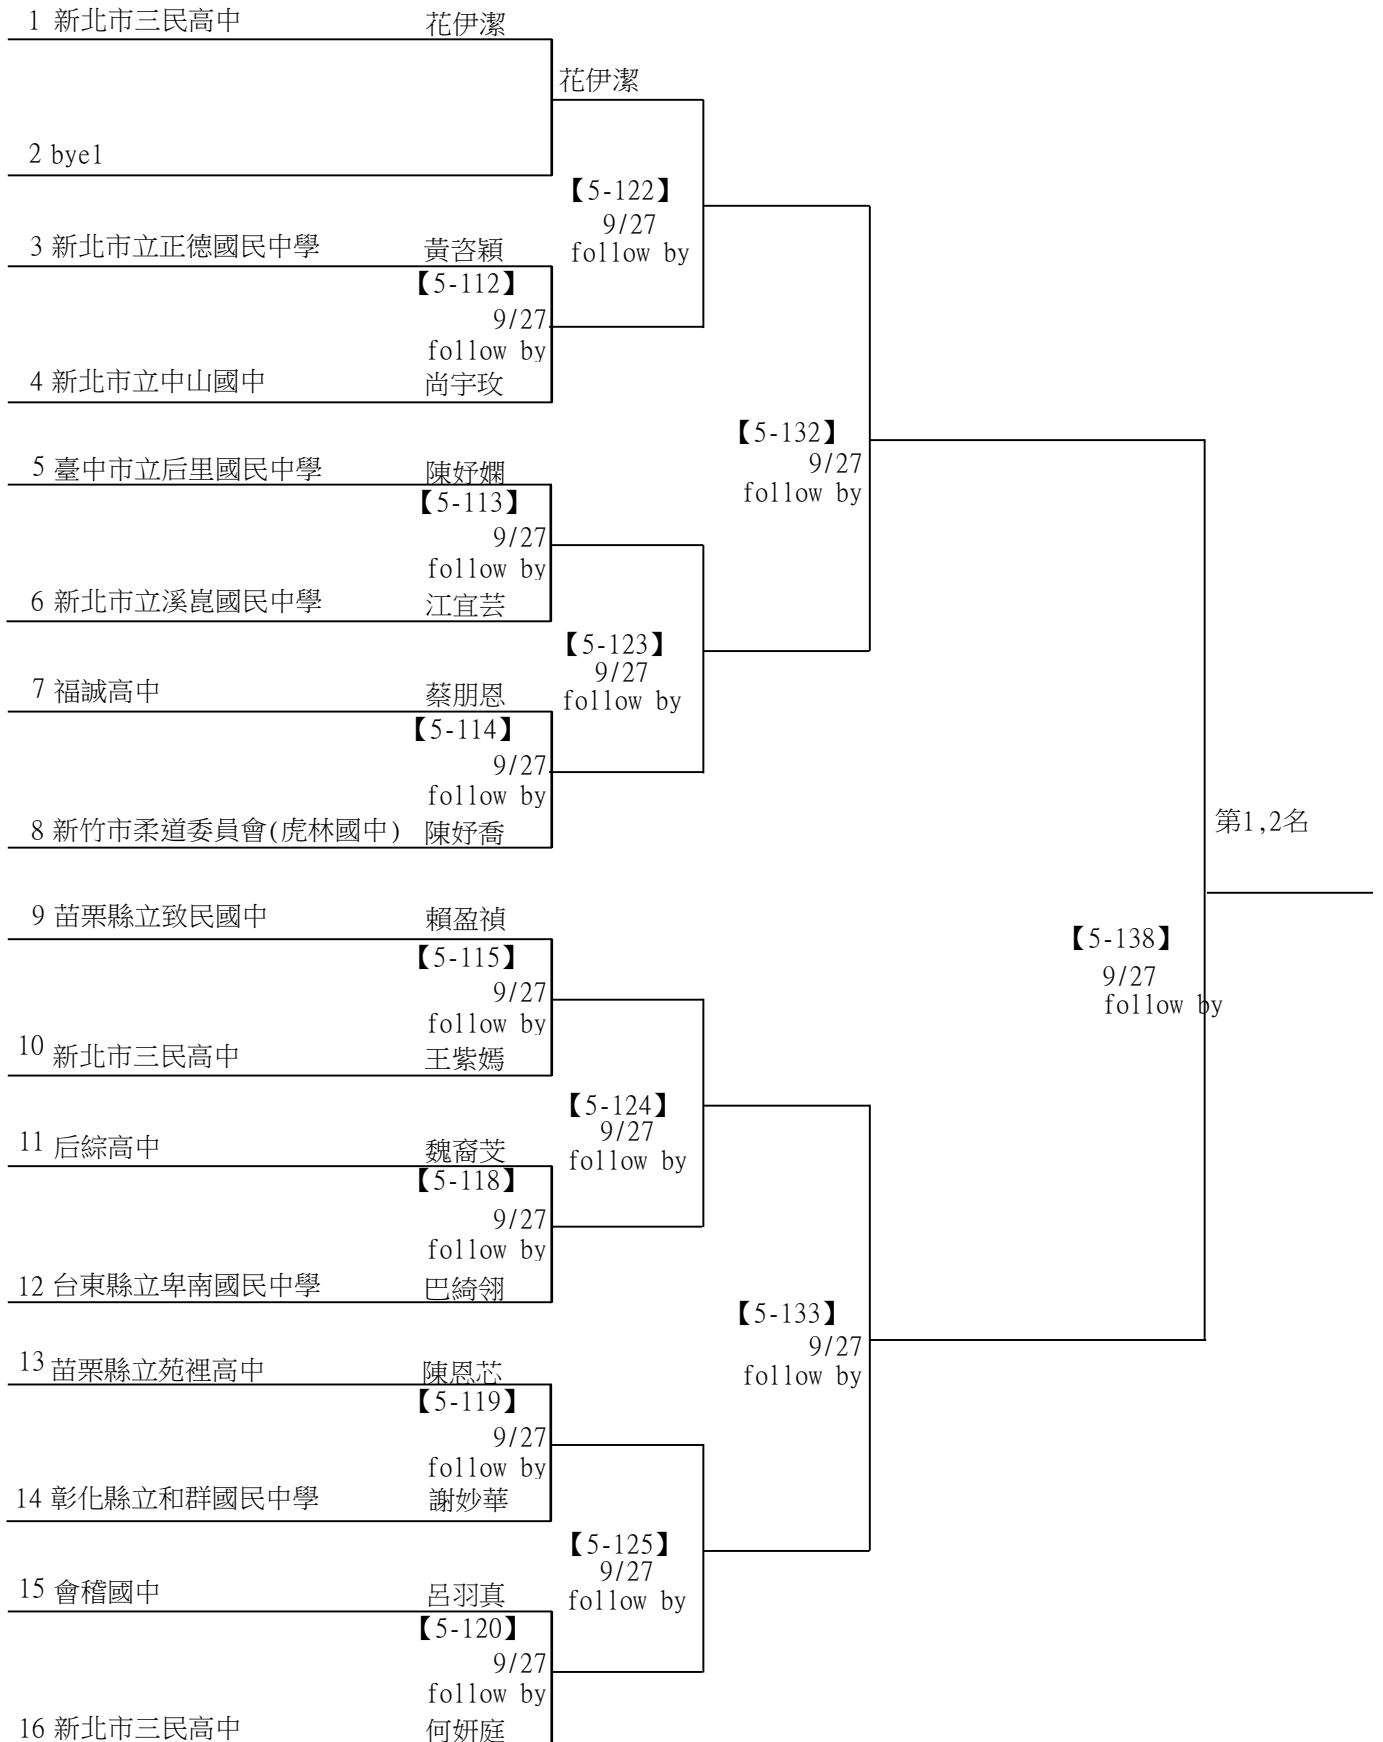 1 新北市三民高中 花伊潔
花伊潔
2 bye1
【5-122】
9/27
follow by
3 新北市立正德國民中學 黃咨穎
【5-112】
9/27
follow by
4 新北市立中山國中 尚宇玫
【5-132】
9/27
follow by
5 臺中市立后里國民中學 陳妤嫻
【5-113】
9/27
follow by
6 新北市立溪崑國民中學 江宜芸
【5-123】
9/27
follow by
7 福誠高中 蔡朋恩
【5-114】
9/27
follow by
8 新竹市柔道委員會(虎林國中) 陳妤喬
第1,2名
9 苗栗縣立致民國中 賴盈禎
【5-115】
9/27
follow by
【5-138】
9/27
follow by
10 新北市三民高中 王紫嫣
【5-124】
9/27
follow by
11 后綜高中 魏裔芠
【5-118】
9/27
follow by
12 台東縣立卑南國民中學 巴綺翎
【5-133】
9/27
follow by
13 苗栗縣立苑裡高中 陳恩芯
【5-119】
9/27
follow by
14 彰化縣立和群國民中學 謝妙華
【5-125】
9/27
follow by
15 會稽國中 呂羽真
【5-120】
9/27
follow by
16 新北市三民高中 何妍庭